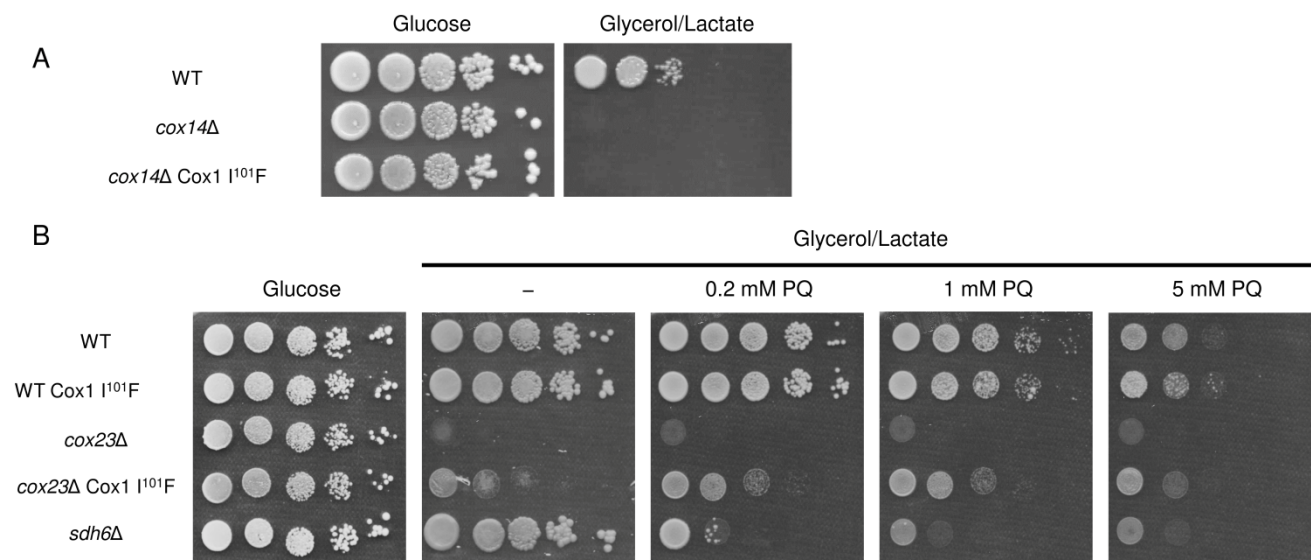 A
Glucose
Glycerol/Lactate
WT
cox14Δ
cox14Δ Cox1 I¹⁰¹F
B
Glycerol/Lactate
Glucose
–
0.2 mM PQ
1 mM PQ
5 mM PQ
WT
WT Cox1 I¹⁰¹F
cox23Δ
cox23Δ Cox1 I¹⁰¹F
sdh6Δ